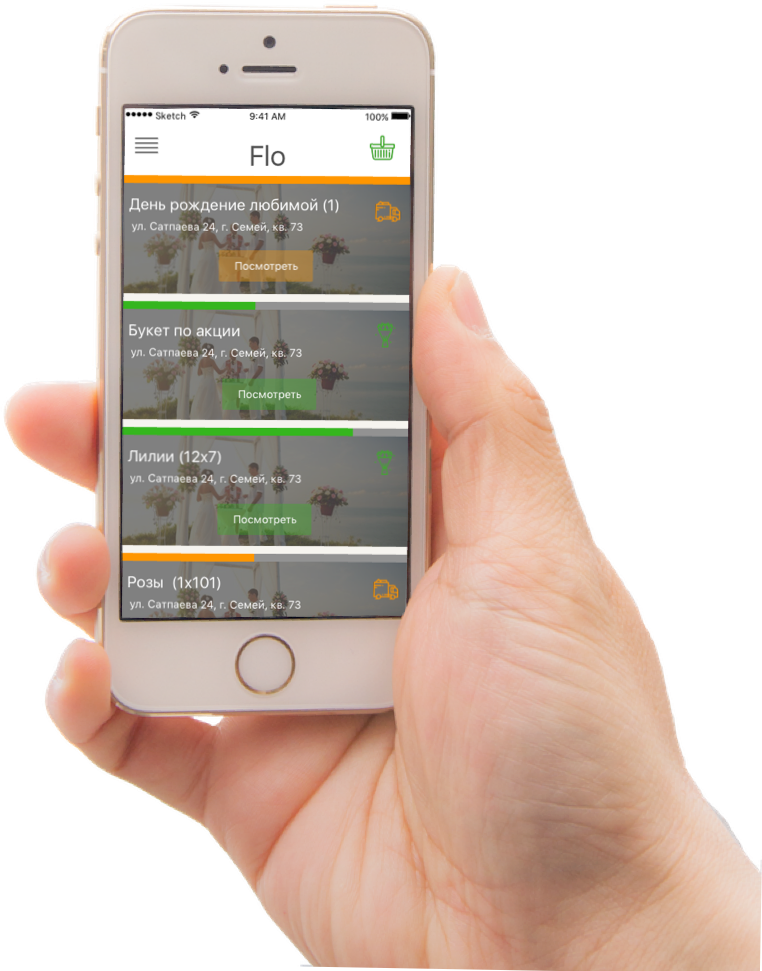 Sketch
9:41 AM
100%
Flo
День рождение любимой (1)
ул. Сатпаева 24, г. Семей, кв. 73
Посмотреть
Букет по акции
ул. Сатпаева 24, г. Семей, кв. 73
Посмотреть
Лилии (12x7)
ул. Сатпаева 24, г. Семей, кв. 73
Посмотреть
Розы (1x101)
ул. Сатпаева 24, г. Семей, кв. 73